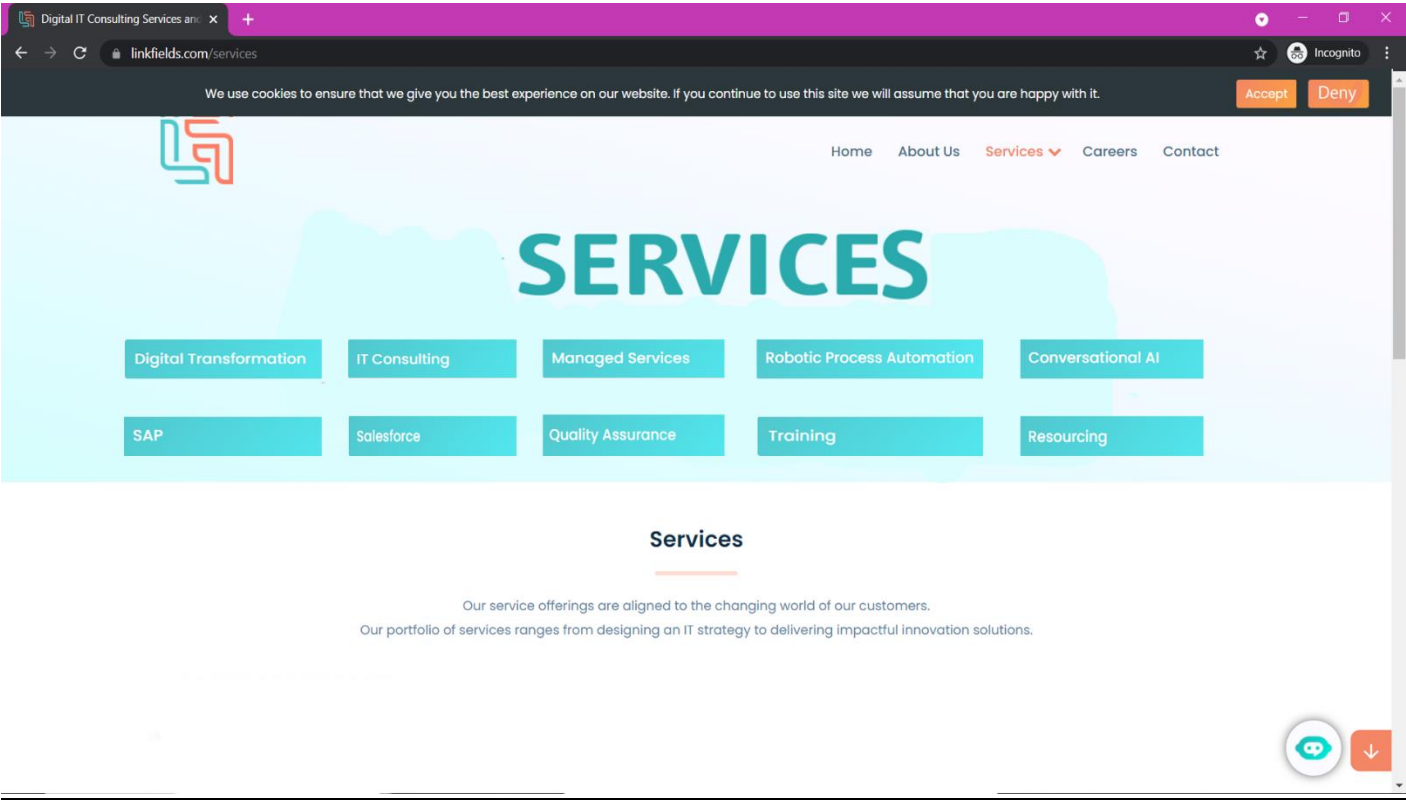 Digital IT Consulting Services and
linkfields.com/services
Incognito
We use cookies to ensure that we give you the best experience on our website. If you continue to use this site we will assume that you are happy with it.
Accept
Deny
Home About Us Services Careers Contact
SERVICES
Digital Transformation IT Consulting Managed Services Robotic Process Automation Conversational AI
SAP Salesforce Quality Assurance Training Resourcing
Services
Our service offerings are aligned to the changing world of our customers.
Our portfolio of services ranges from designing an IT strategy to delivering impactful innovation solutions.